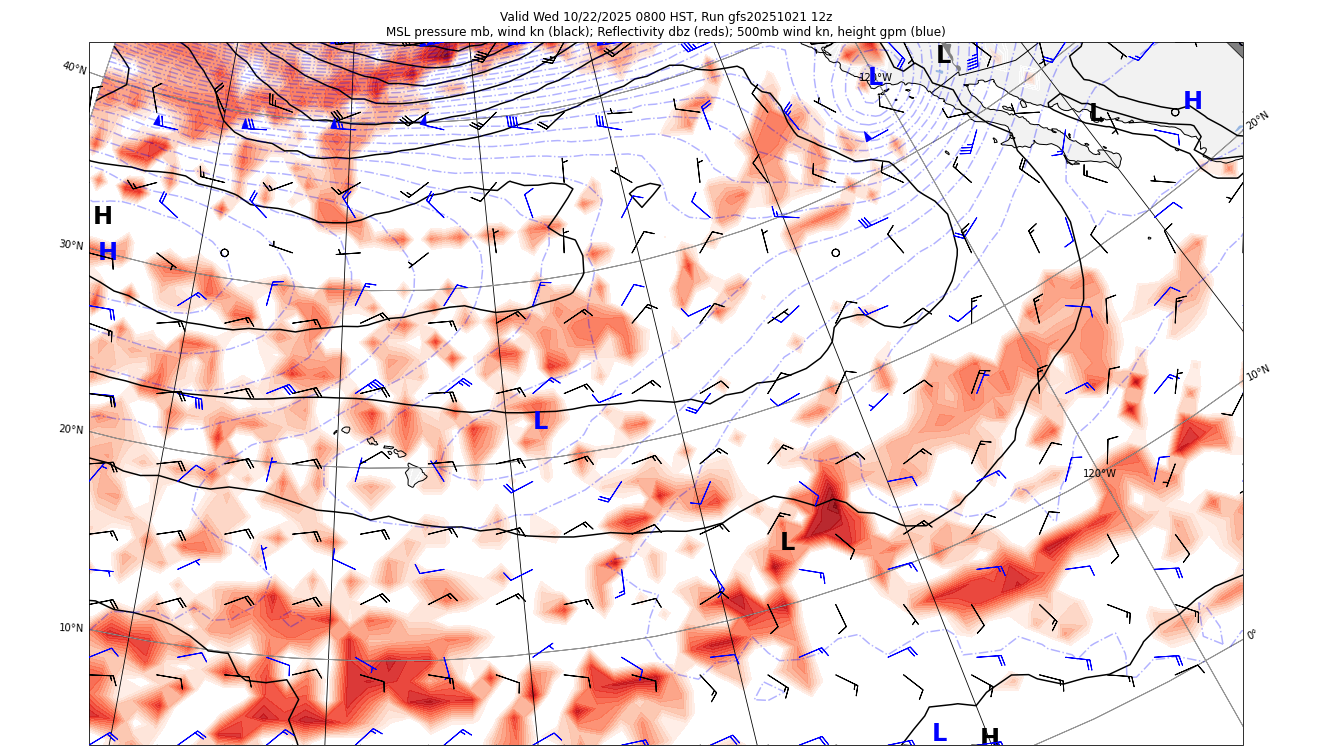 Valid Wed 10/22/2025 0800 HST, Run gfs20251021 12z
MSL pressure mb, wind kn (black); Reflectivity dbz (reds); 500mb wind kn, height gpm (blue)
40°N
L
L
120°W
H
L
20°N
H
H
30°N
10°N
20°N
L
120°W
L
10°N
0°
L
H